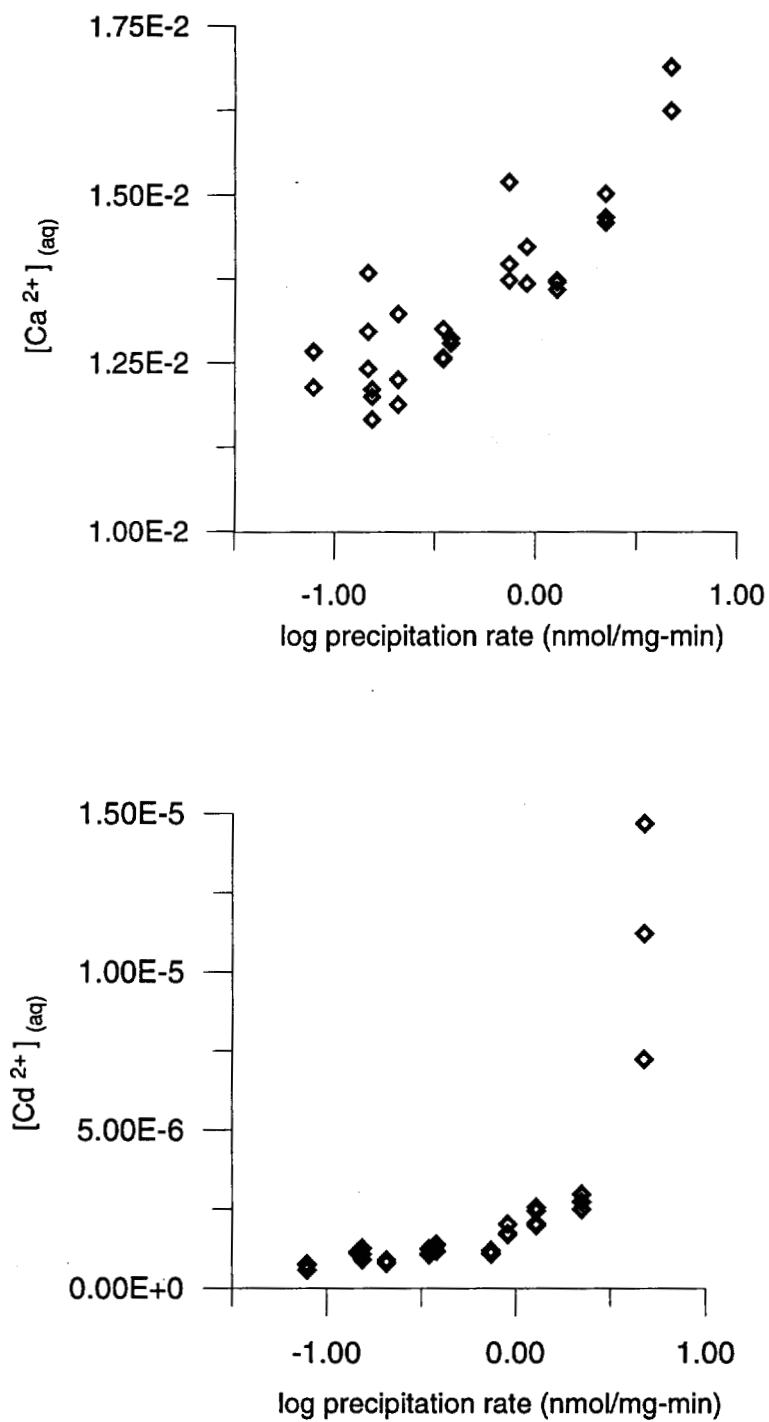 1.75E-2
1.50E-2
1.25E-2
1.00E-2
[Ca 2+] (aq)
-1.00 0.00 1.00
log precipitation rate (nmol/mg-min)
1.50E-5
1.00E-5
5.00E-6
0.00E+0
[Cd 2+] (aq)
-1.00 0.00 1.00
log precipitation rate (nmol/mg-min)